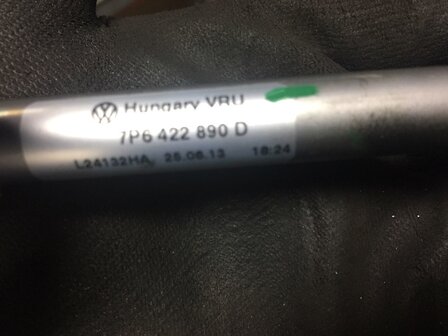 Hungary VRU
7P6 422 890 D
L24132HA 25.06.13 18:24